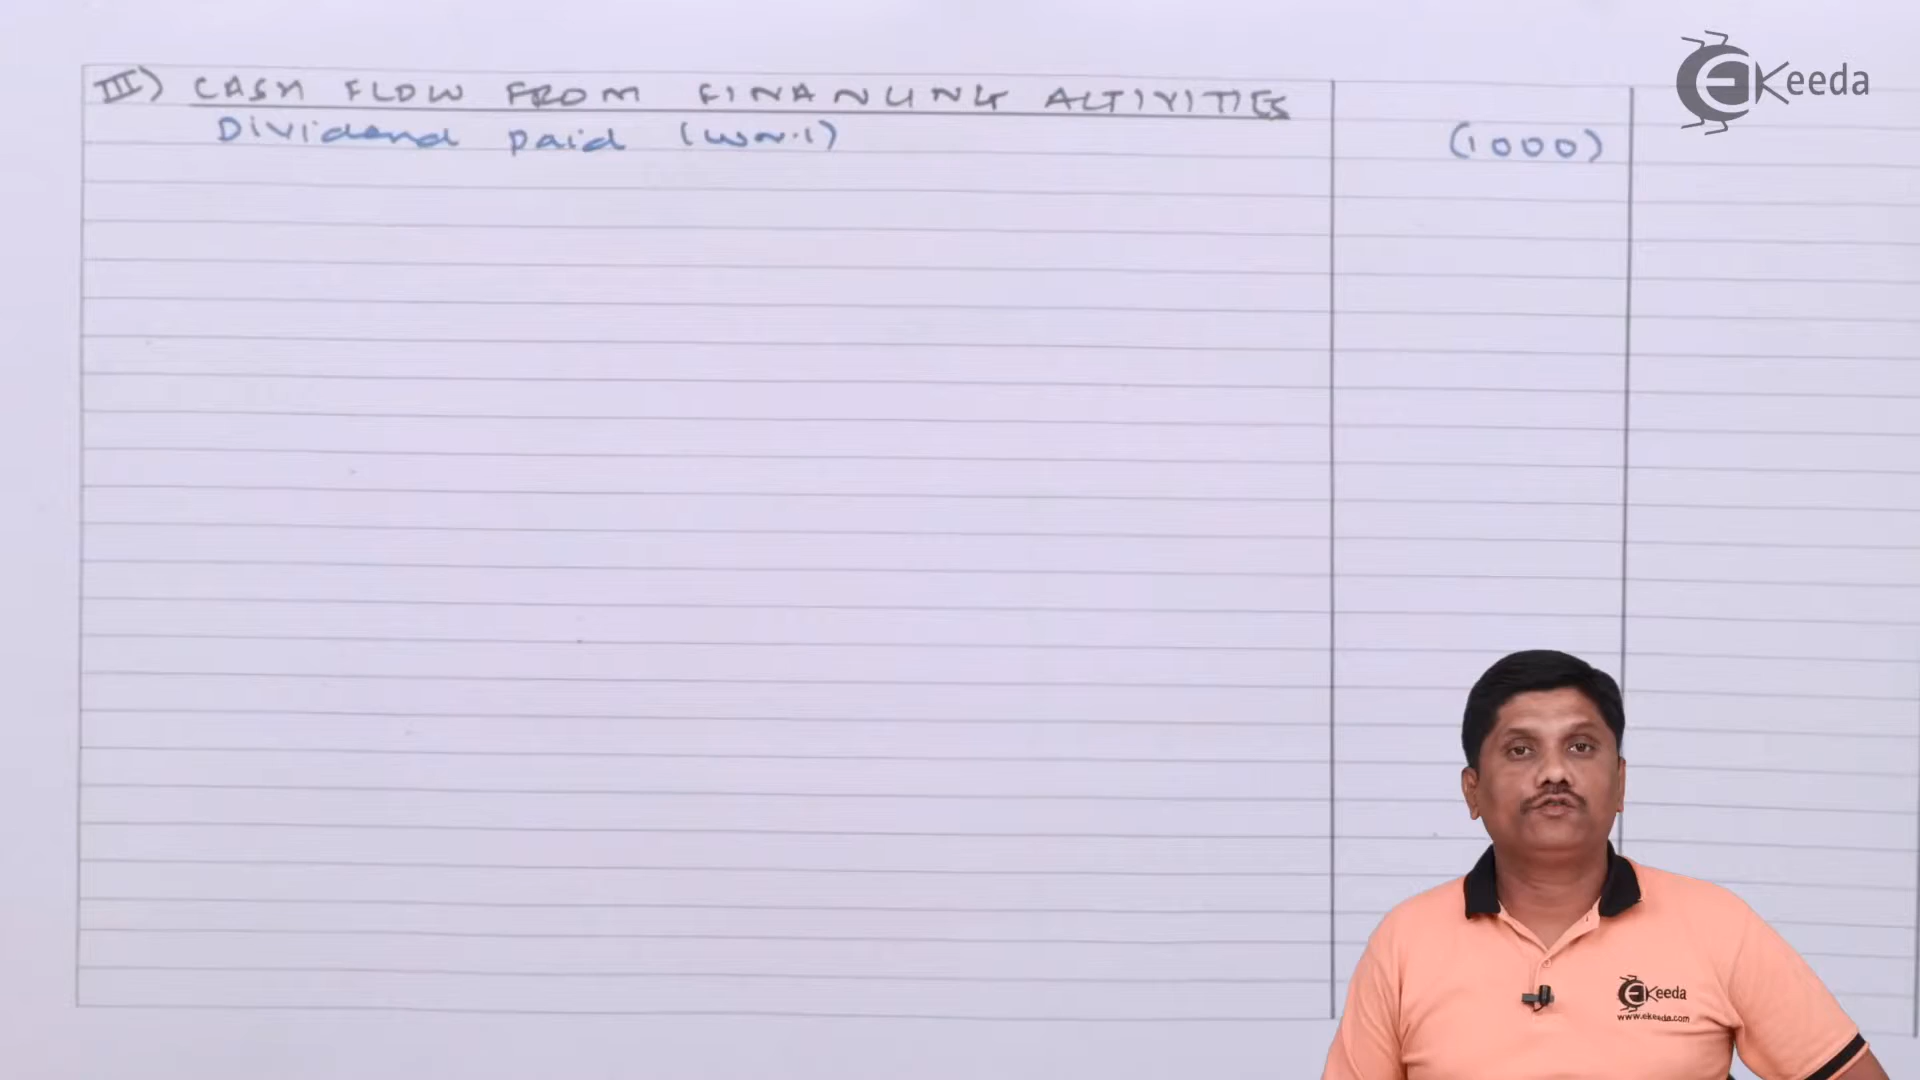 III) CASH FLOW FROM FINANCING ACTIVITIES
Dividend paid (W.N.1) (1000)
EKeeda
EKeeda
www.ekeeda.com